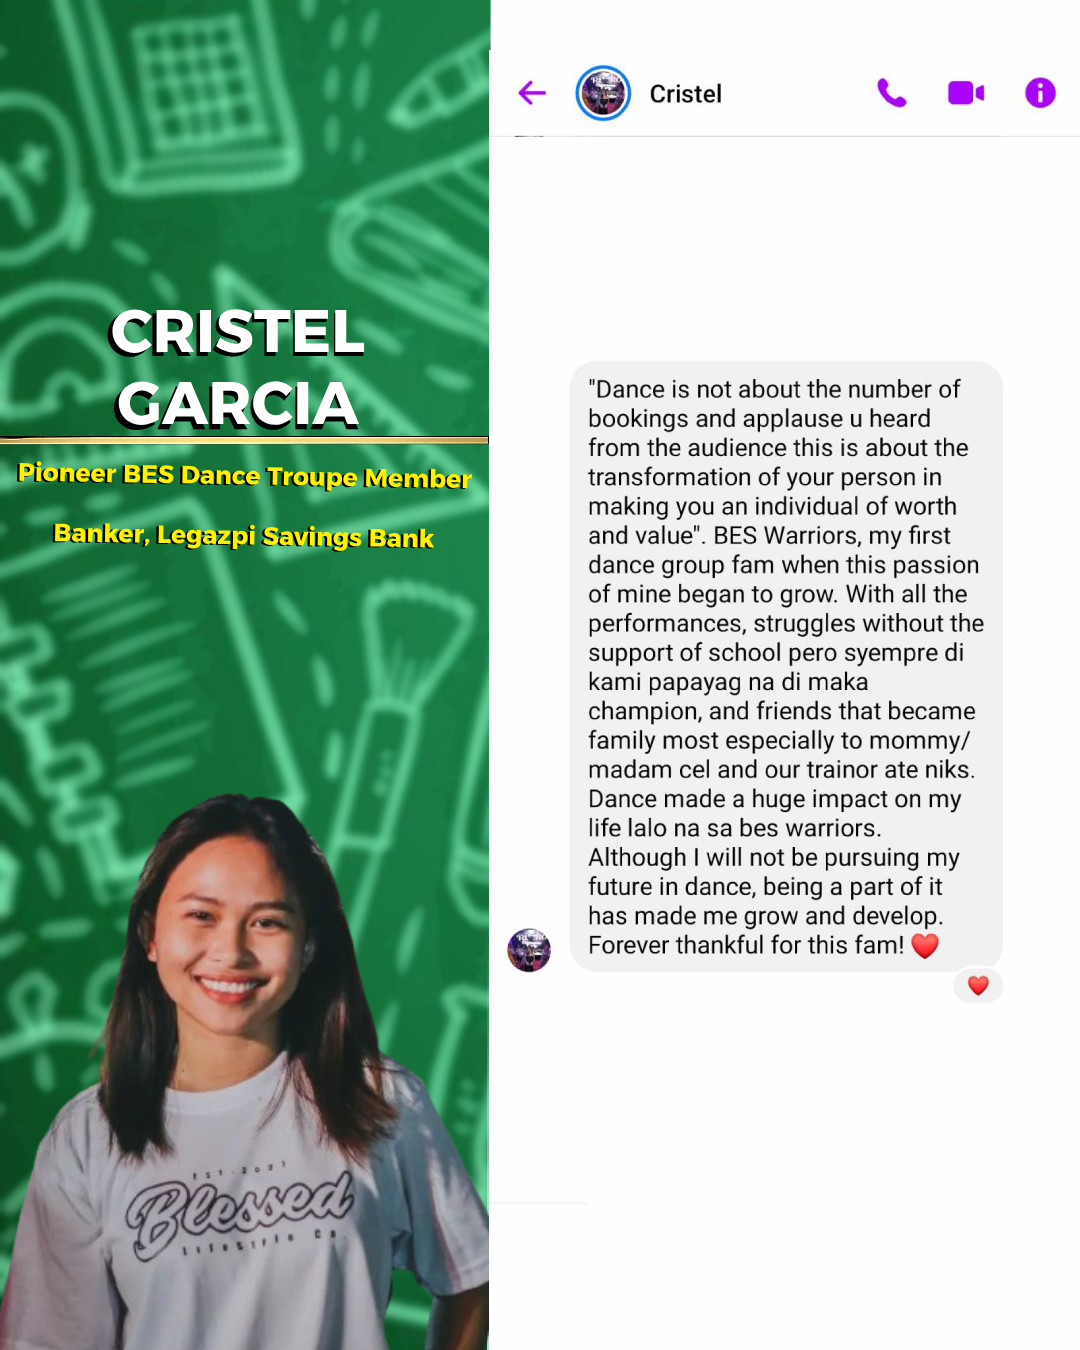 CRISTEL
GARCIA
Pioneer BES Dance Troupe Member
Banker, Legazpi Savings Bank
EST-2021
Blessed
LifeStyle Co.
Cristel
"Dance is not about the number of
bookings and applause u heard
from the audience this is about the
transformation of your person in
making you an individual of worth
and value". BES Warriors, my first
dance group fam when this passion
of mine began to grow. With all the
performances, struggles without the
support of school pero syempre di
kami papayag na di maka
champion, and friends that became
family most especially to mommy/
madam cel and our trainor ate niks.
Dance made a huge impact on my
life lalo na sa bes warriors.
Although I will not be pursuing my
future in dance, being a part of it
has made me grow and develop.
Forever thankful for this fam! ❤️